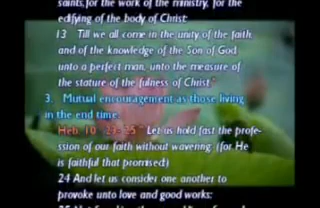 saints, for the work of the ministry, for the
edifying of the body of Christ:
13 Till we all come in the unity of the faith,
and of the knowledge of the Son of God,
unto a perfect man, unto the measure of
the stature of the fulness of Christ."
3. Mutual encouragement as those living
in the end time.
Heb. 10 :23-25 " Let us hold fast the profe-
ssion of our faith without wavering; (for He
is faithful that promised;)
24 And let us consider one another to
provoke unto love and good works: